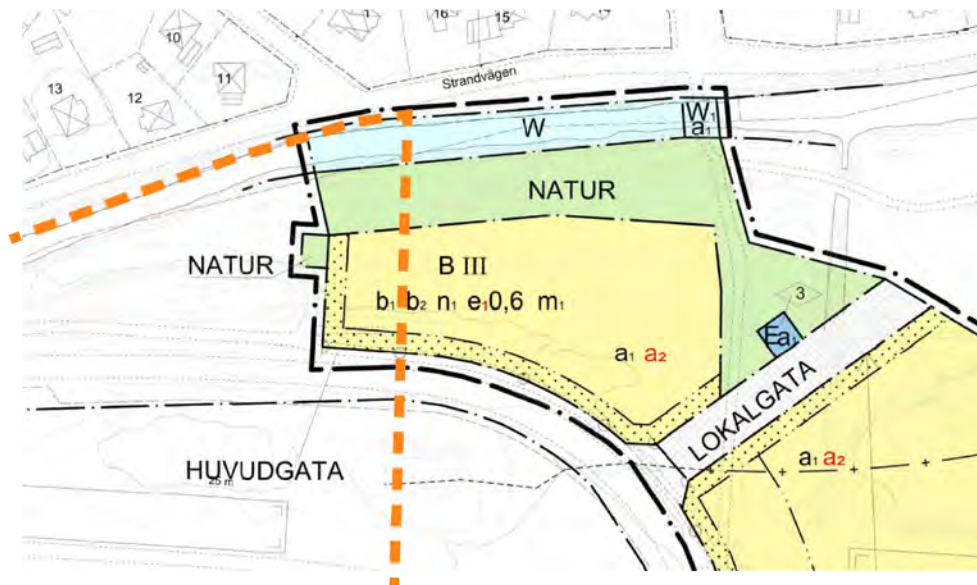 16
15
10
13
12
11
Strandvägen
W
W₁
a₁
NATUR
NATUR
B III
b₁ b₂ n₁ e₁0,6 m₁
3
Ea₁
a₁ a₂
LOKALGATA
a₁ a₂
HUVUDGATA
25 m